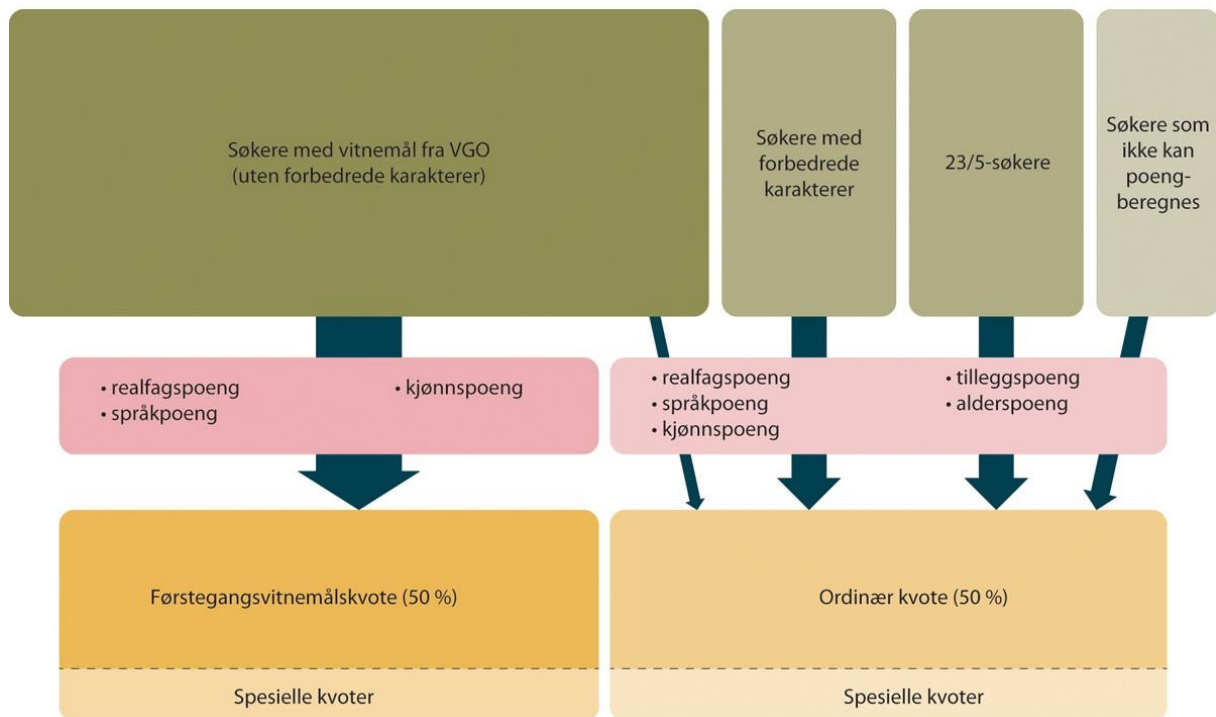 Søkere med vitnemål fra VGO
(uten forbedrede karakterer)
Søkere med
forbedrede
karakterer
23/5-søkere
Søkere som
ikke kan
poeng-
beregnes
• realfagspoeng
• språkpoeng
• kjønnspoeng
• realfagspoeng
• språkpoeng
• kjønnspoeng
• tilleggspoeng
• alderspoeng
Førstegangsvitnemålskvote (50 %)
Ordinær kvote (50 %)
Spesielle kvoter
Spesielle kvoter